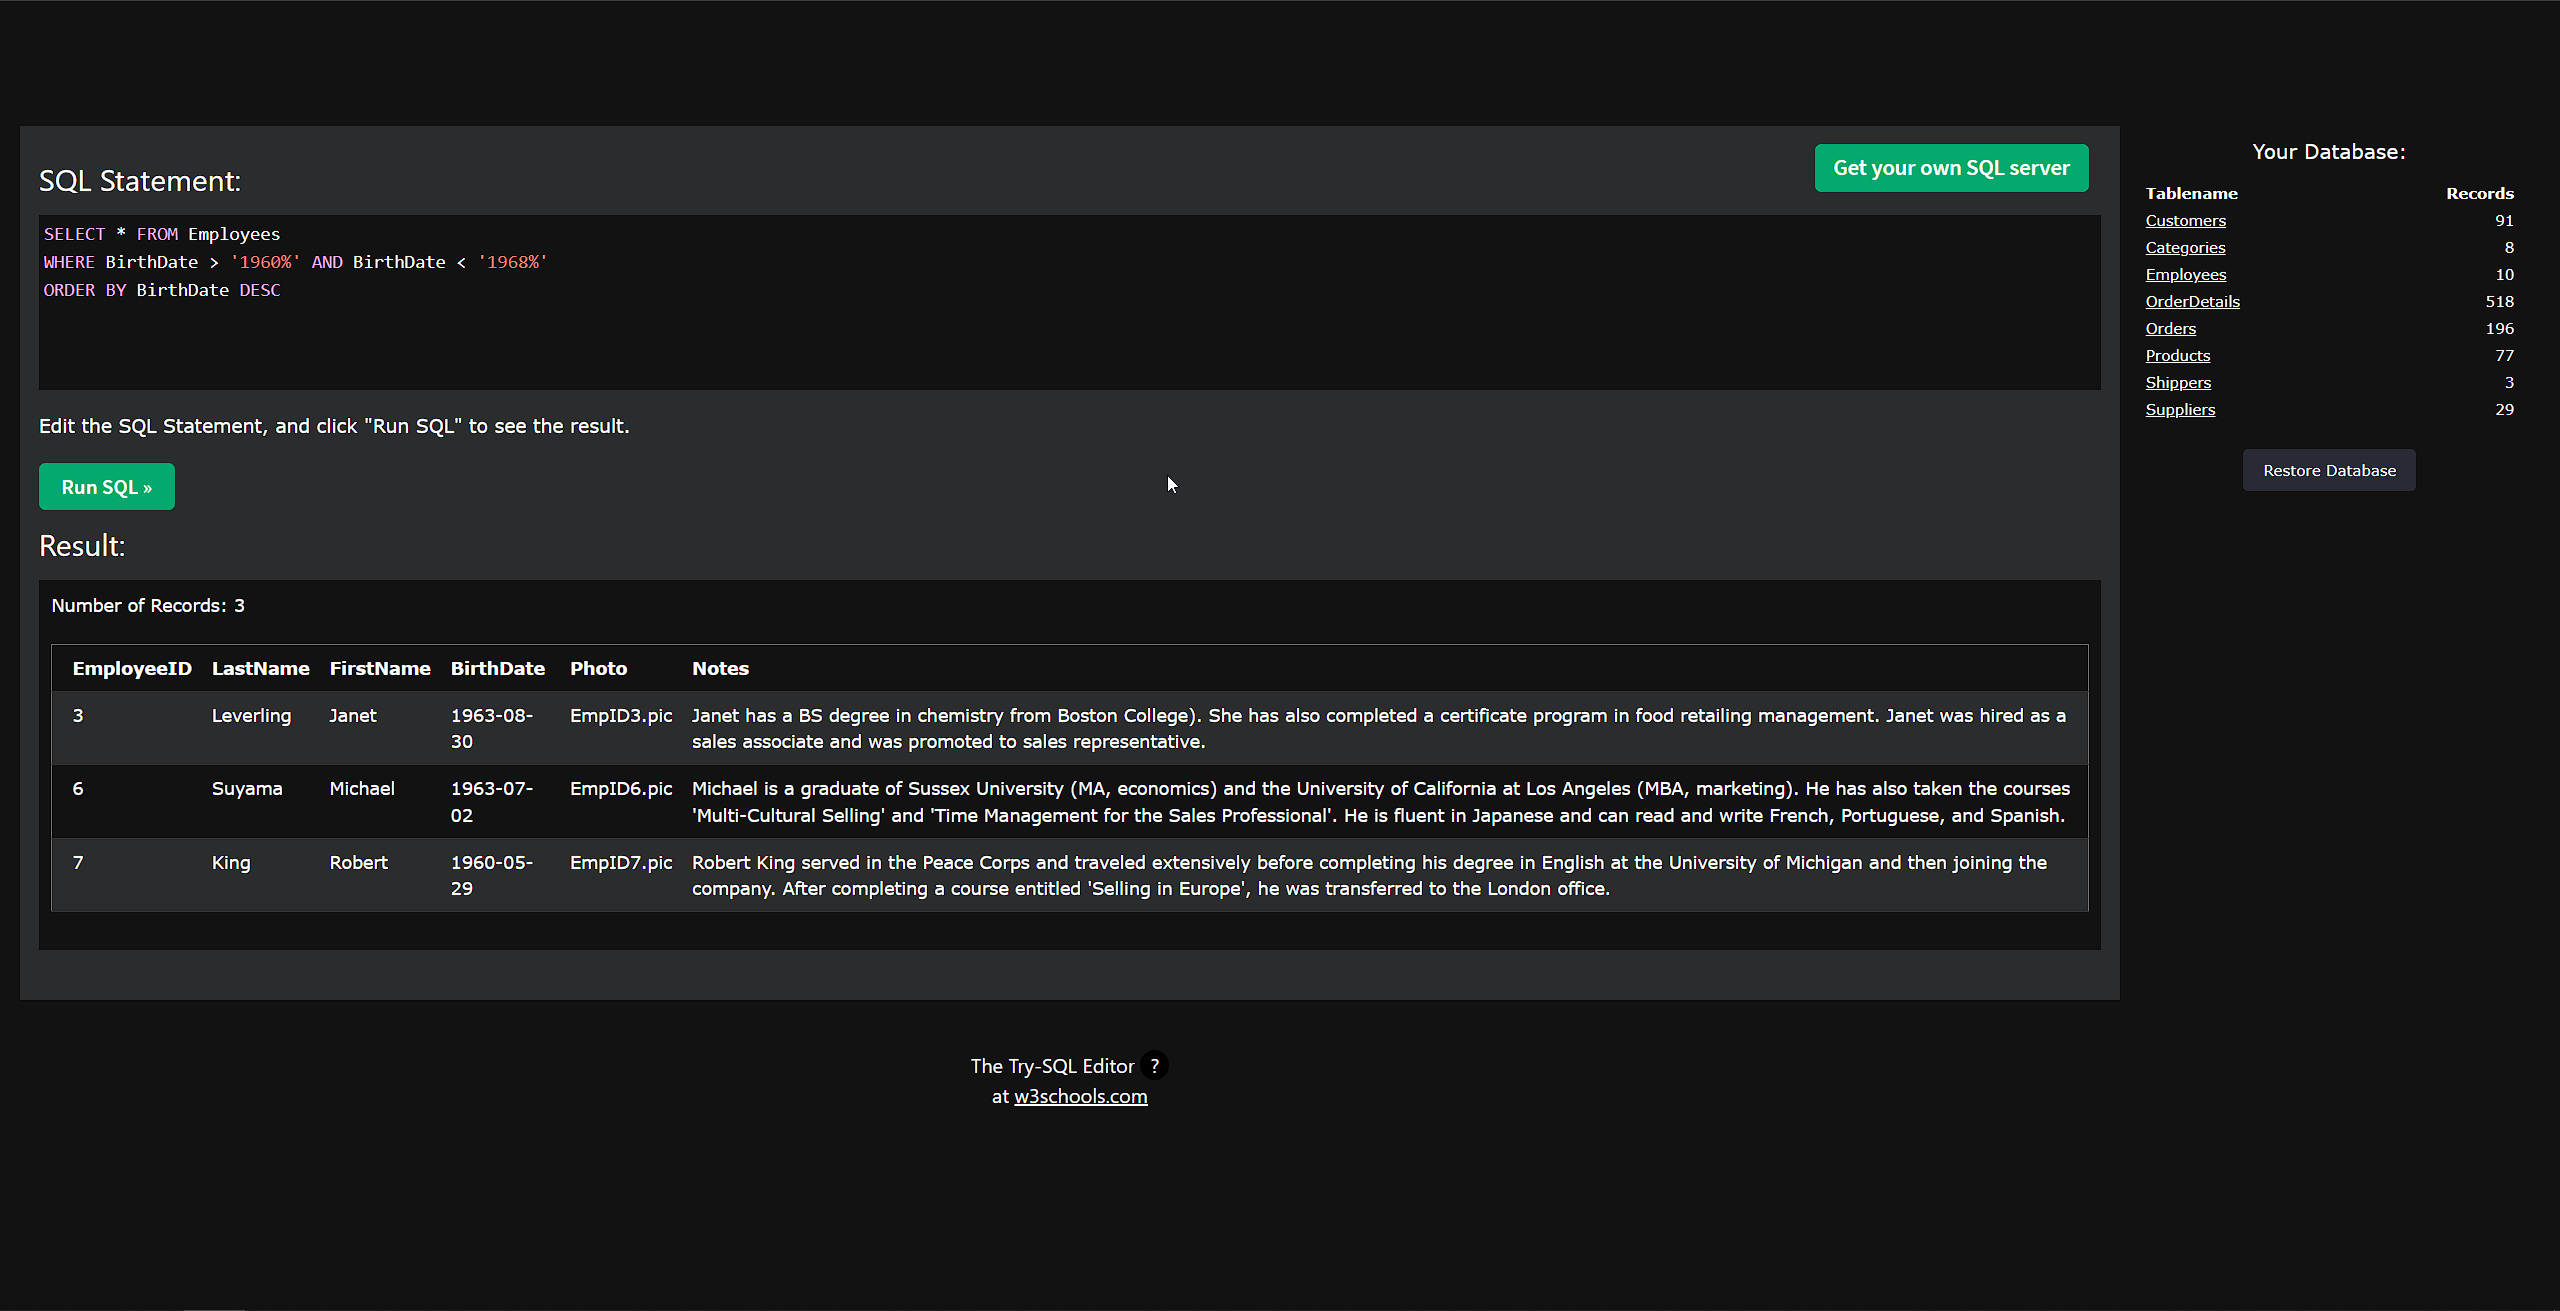 SQL Statement:
Get your own SQL server
SELECT * FROM Employees
WHERE BirthDate > '1960%' AND BirthDate < '1968%'
ORDER BY BirthDate DESC
Edit the SQL Statement, and click "Run SQL" to see the result.
Run SQL »
Result:
Number of Records: 3
EmployeeID LastName FirstName BirthDate Photo Notes
3 Leverling Janet 1963-08- EmpID3.pic Janet has a BS degree in chemistry from Boston College). She has also completed a certificate program in food retailing management. Janet was hired as a
30 sales associate and was promoted to sales representative.
6 Suyama Michael 1963-07- EmpID6.pic Michael is a graduate of Sussex University (MA, economics) and the University of California at Los Angeles (MBA, marketing). He has also taken the courses
02 'Multi-Cultural Selling' and 'Time Management for the Sales Professional'. He is fluent in Japanese and can read and write French, Portuguese, and Spanish.
7 King Robert 1960-05- EmpID7.pic Robert King served in the Peace Corps and traveled extensively before completing his degree in English at the University of Michigan and then joining the
29 company. After completing a course entitled 'Selling in Europe', he was transferred to the London office.
The Try-SQL Editor ?
at w3schools.com
Your Database:
Tablename Records
Customers 91
Categories 8
Employees 10
OrderDetails 518
Orders 196
Products 77
Shippers 3
Suppliers 29
Restore Database